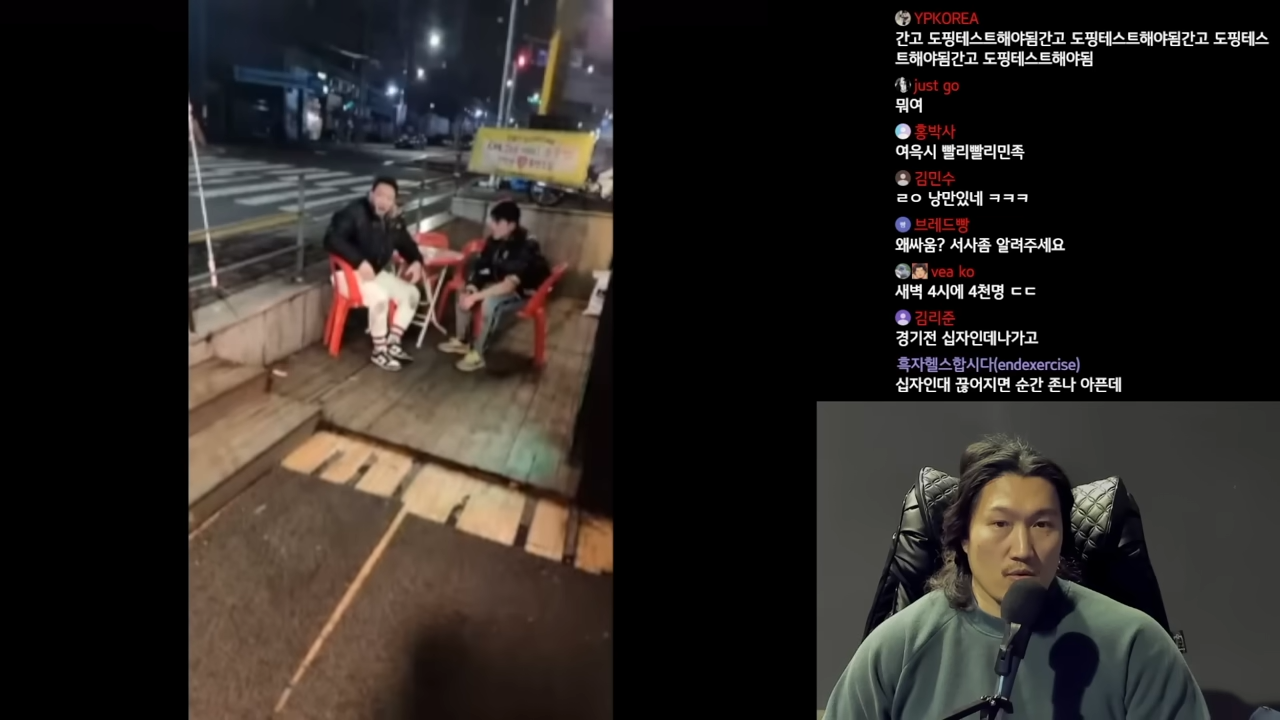 YPKOREA
간고 도핑테스트해야됨간고 도핑테스트해야됨간고 도핑테스
트해야됨간고 도핑테스트해야됨
just go
뭐여
홍박사
여윽시 빨리빨리민족
김민수
ㄹㅇ 낭만있네 ㅋㅋㅋ
브레드빵
왜싸움? 서사좀 알려주세요
vea ko
새벽 4시에 4천명 ㄷㄷ
김리준
경기전 십자인데나가고
흑자헬스합시다(endexercise)
십자인대 끊어지면 순간 존나 아픈데